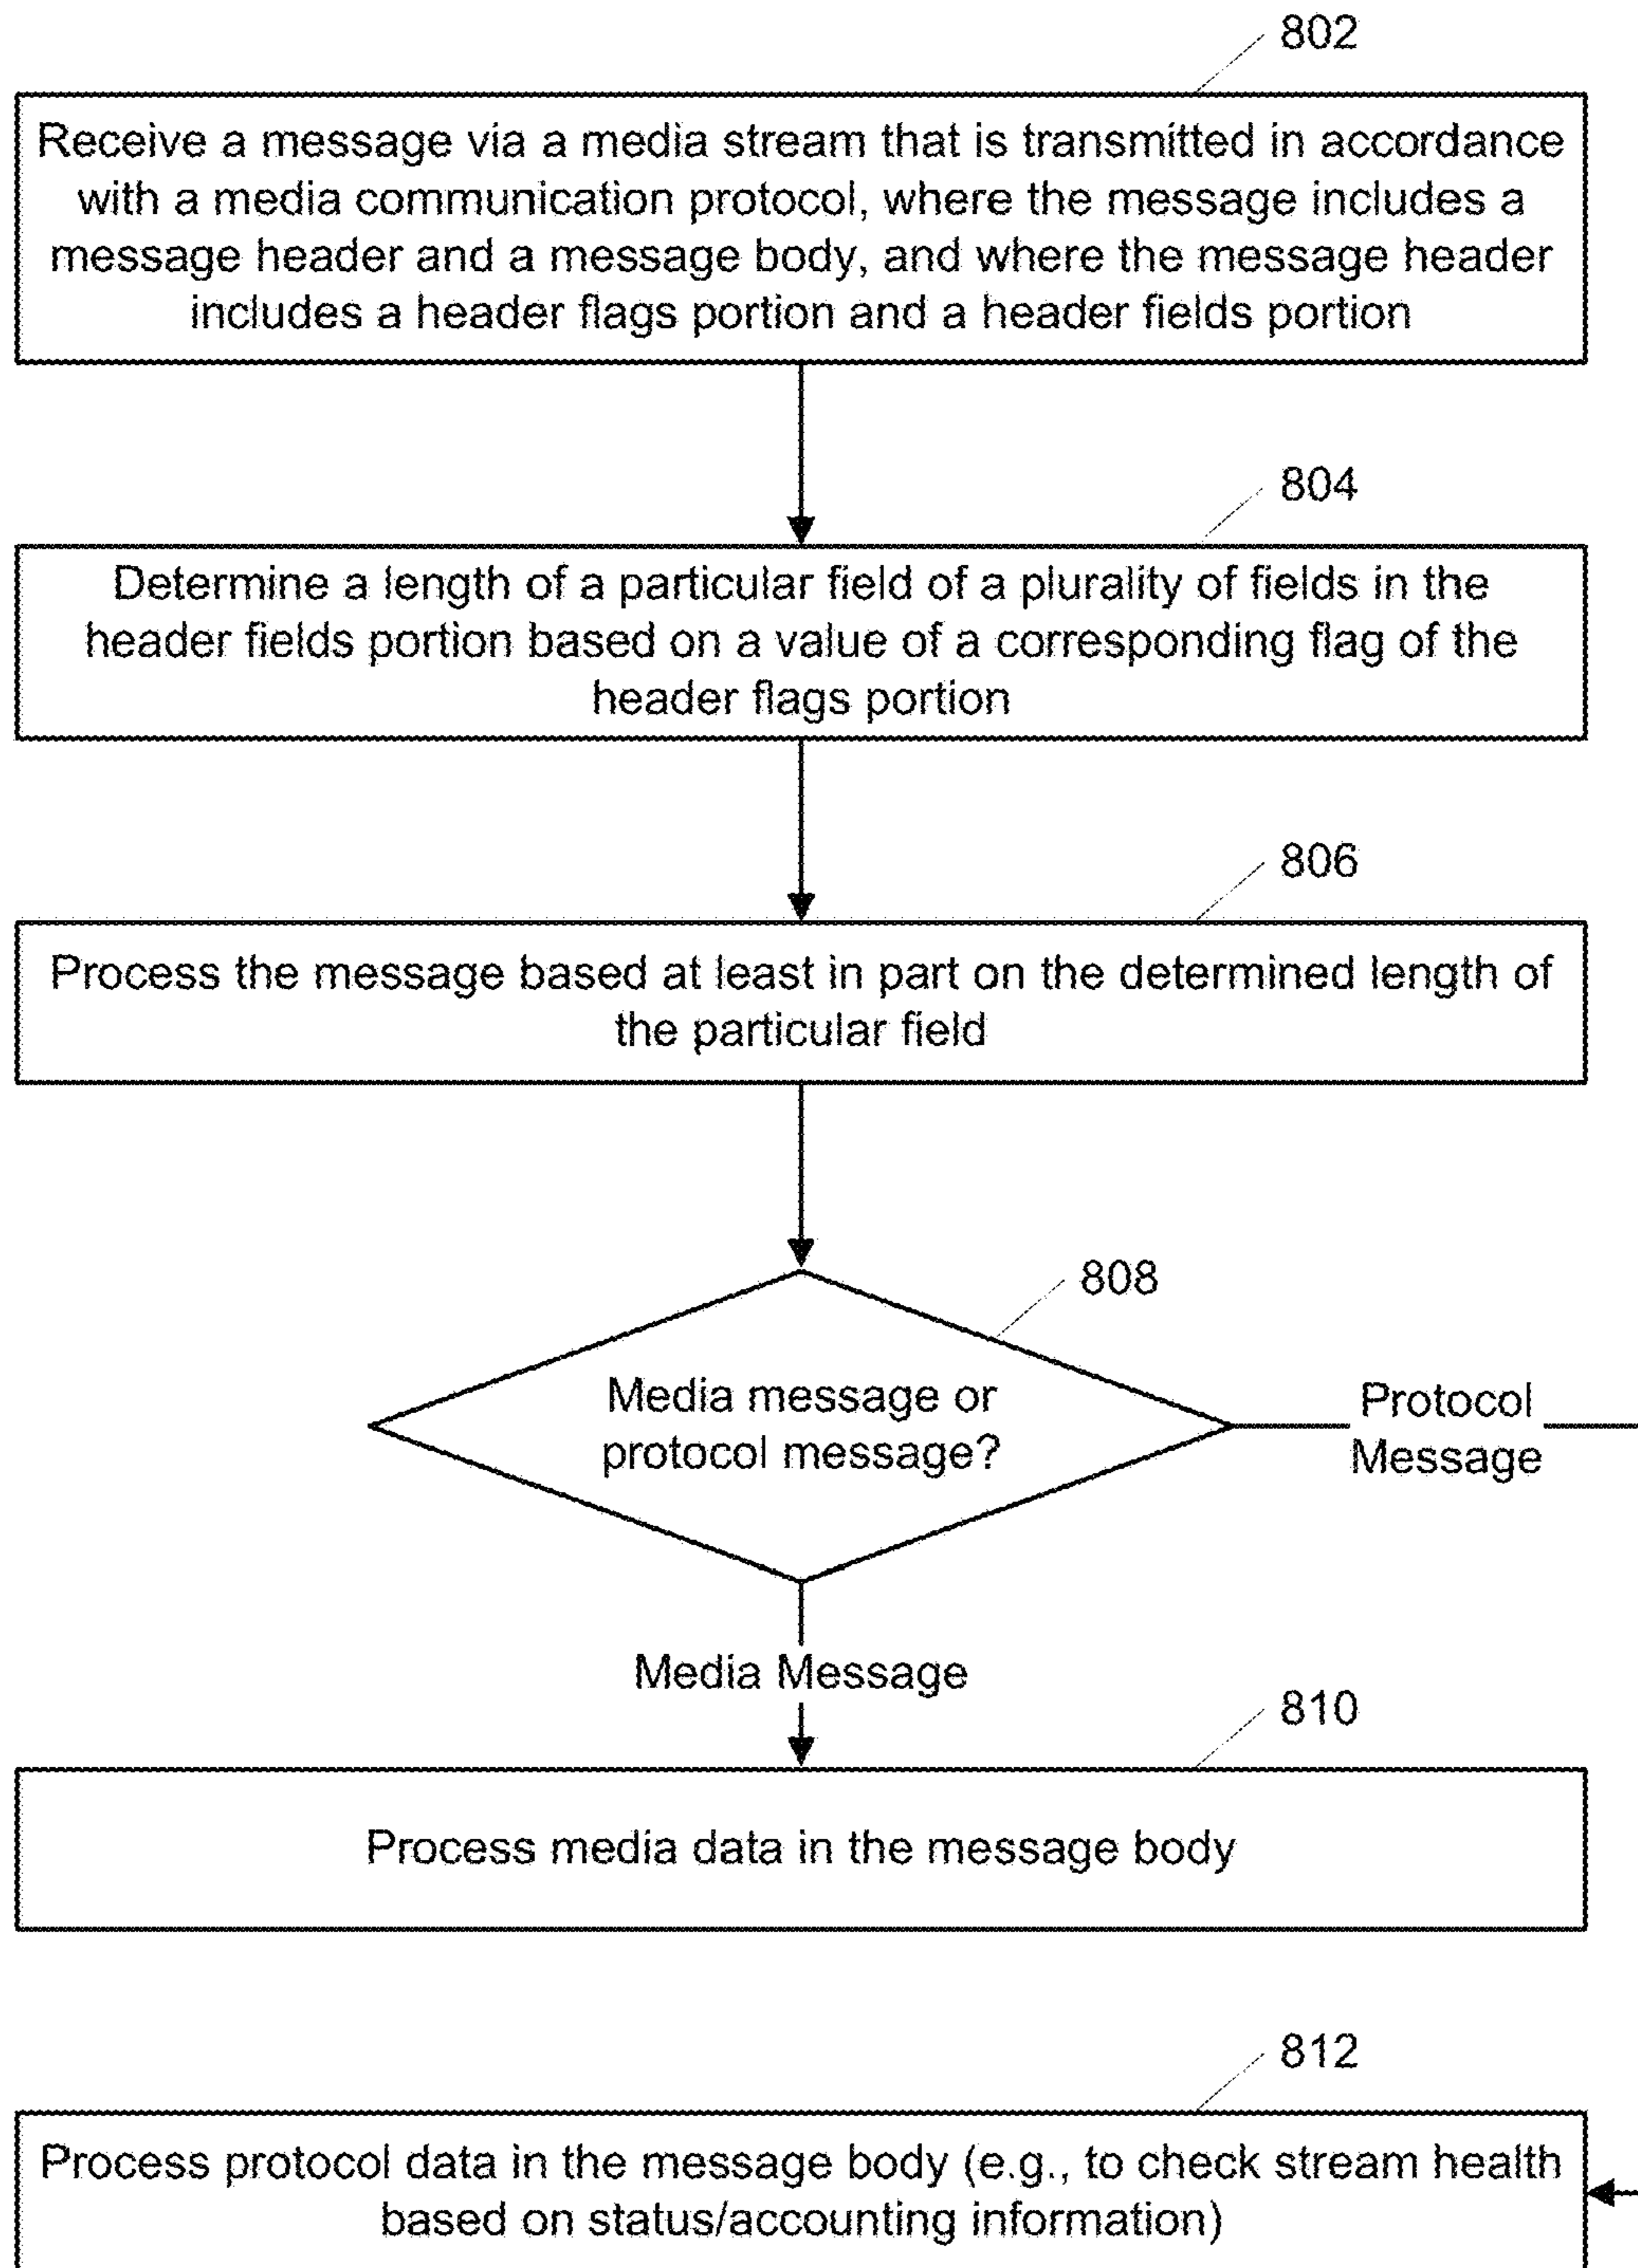 802
Receive a message via a media stream that is transmitted in accordance
with a media communication protocol, where the message includes a
message header and a message body, and where the message header
includes a header flags portion and a header fields portion
804
Determine a length of a particular field of a plurality of fields in the
header fields portion based on a value of a corresponding flag of the
header flags portion
806
Process the message based at least in part on the determined length of
the particular field
808
Media message or
protocol message?
Protocol
Message
Media Message
810
Process media data in the message body
812
Process protocol data in the message body (e.g., to check stream health
based on status/accounting information)